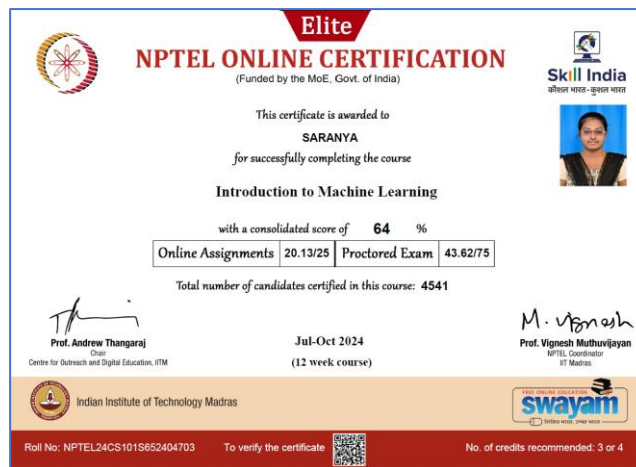 Elite
NPTEL ONLINE CERTIFICATION
(Funded by the MoE, Govt. of India)
Skill India
कौशल भारत - कुशल भारत
This certificate is awarded to
SARANYA
for successfully completing the course
Introduction to Machine Learning
with a consolidated score of 64 %
Online Assignments 20.13/25 Proctored Exam 43.62/75
Total number of candidates certified in this course: 4541
Prof. Andrew Thangaraj
Chair
Centre for Outreach and Digital Education, IITM
Jul-Oct 2024
(12 week course)
M. Vignesh
Prof. Vignesh Muthuvijayan
NPTEL Coordinator
IIT Madras
Indian Institute of Technology Madras
FREE ONLINE EDUCATION
swayam
शिक्षित भारत, उन्नत भारत
Roll No: NPTEL24CS101S652404703 To verify the certificate No. of credits recommended: 3 or 4